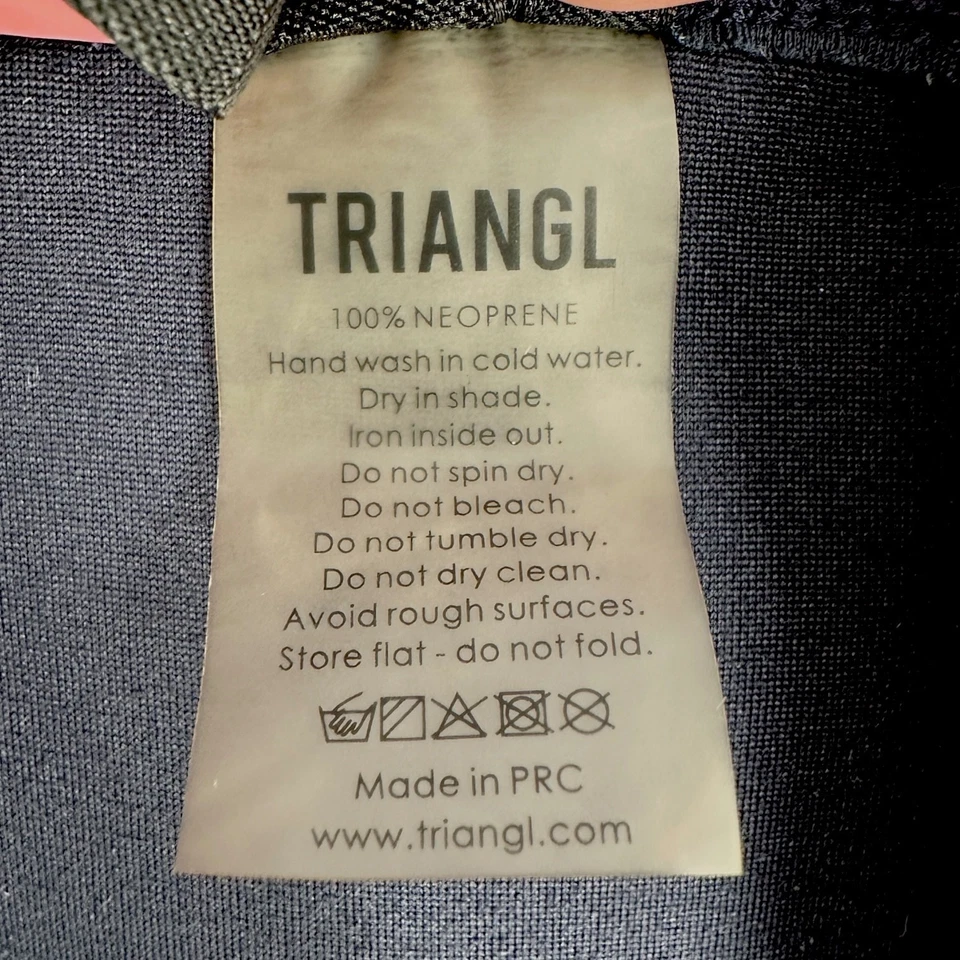 TRIANGL
100% NEOPRENE
Hand wash in cold water.
Dry in shade.
Iron inside out.
Do not spin dry.
Do not bleach.
Do not tumble dry.
Do not dry clean.
Avoid rough surfaces.
Store flat - do not fold.
Made in PRC
www.triangl.com